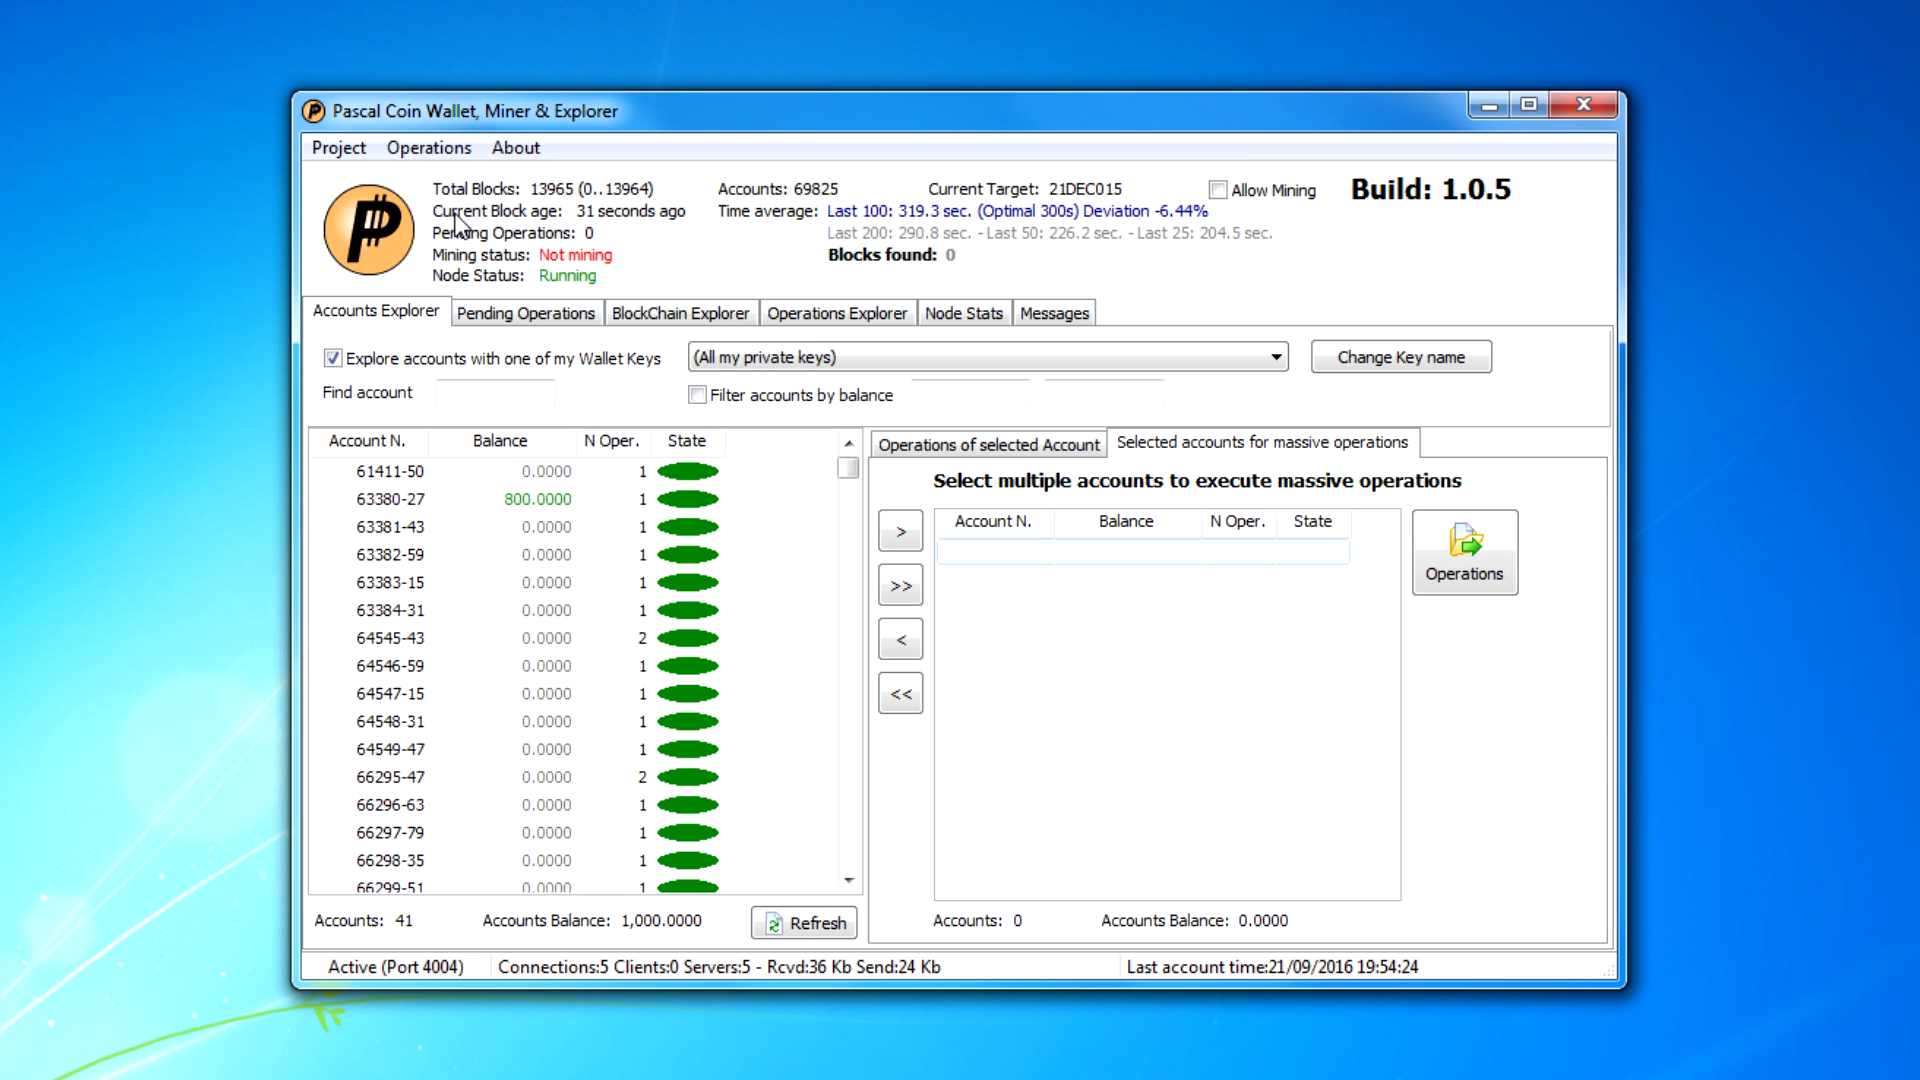 Pascal Coin Wallet, Miner & Explorer
Project Operations About
Total Blocks: 13965 (0..13964) Accounts: 69825 Current Target: 21DEC015 Allow Mining Build: 1.0.5
Current Block age: 31 seconds ago Time average: Last 100: 319.3 sec. (Optimal 300s) Deviation -6.44%
Pending Operations: 0 Last 200: 290.8 sec. - Last 50: 226.2 sec. - Last 25: 204.5 sec.
Mining status: Not mining Blocks found: 0
Node Status: Running
Accounts Explorer Pending Operations BlockChain Explorer Operations Explorer Node Stats Messages
Explore accounts with one of my Wallet Keys (All my private keys) Change Key name
Find account Filter accounts by balance
Account N. Balance N Oper. State
61411-50 0.0000 1
63380-27 800.0000 1
63381-43 0.0000 1
63382-59 0.0000 1
63383-15 0.0000 1
63384-31 0.0000 1
64545-43 0.0000 2
64546-59 0.0000 1
64547-15 0.0000 1
64548-31 0.0000 1
64549-47 0.0000 1
66295-47 0.0000 2
66296-63 0.0000 1
66297-79 0.0000 1
66298-35 0.0000 1
66299-51 0.0000 1
Accounts: 41 Accounts Balance: 1,000.0000 Refresh
Operations of selected Account Selected accounts for massive operations
Select multiple accounts to execute massive operations
Account N. Balance N Oper. State
>
>>
<
<<
Operations
Accounts: 0 Accounts Balance: 0.0000
Active (Port 4004) Connections:5 Clients:0 Servers:5 - Rcvd:36 Kb Send:24 Kb Last account time:21/09/2016 19:54:24